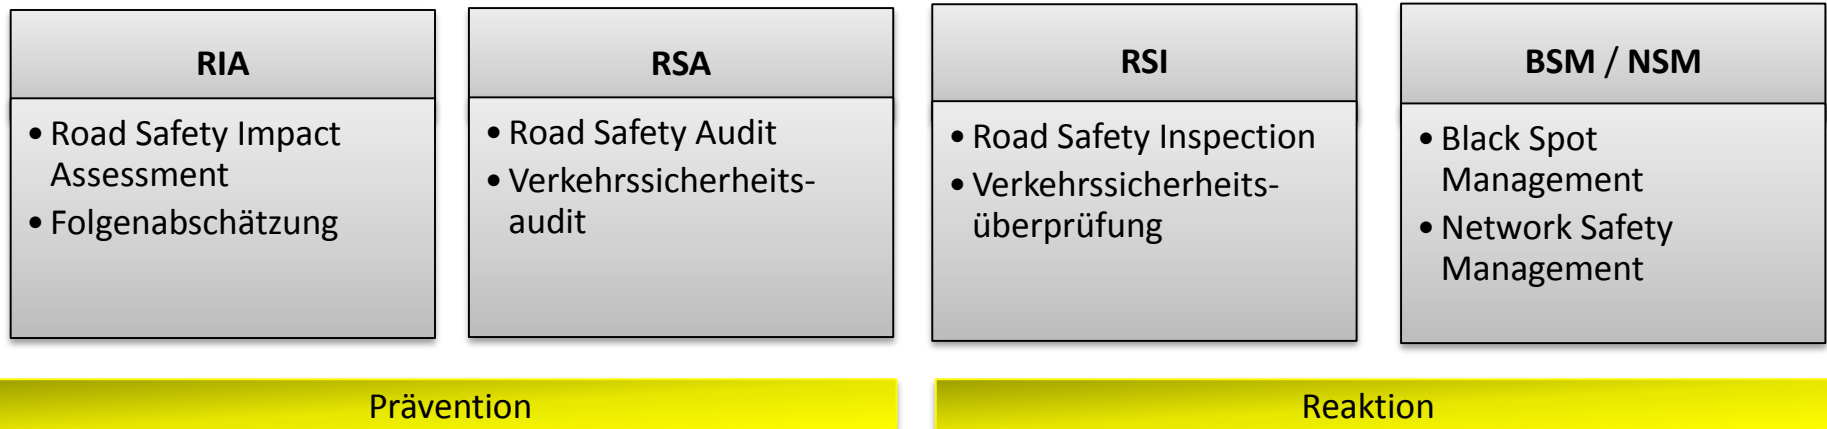 RIA
• Road Safety Impact
Assessment
• Folgenabschätzung
RSA
• Road Safety Audit
• Verkehrssicherheits-
audit
RSI
• Road Safety Inspection
• Verkehrssicherheits-
überprüfung
BSM / NSM
• Black Spot
Management
• Network Safety
Management
Prävention
Reaktion